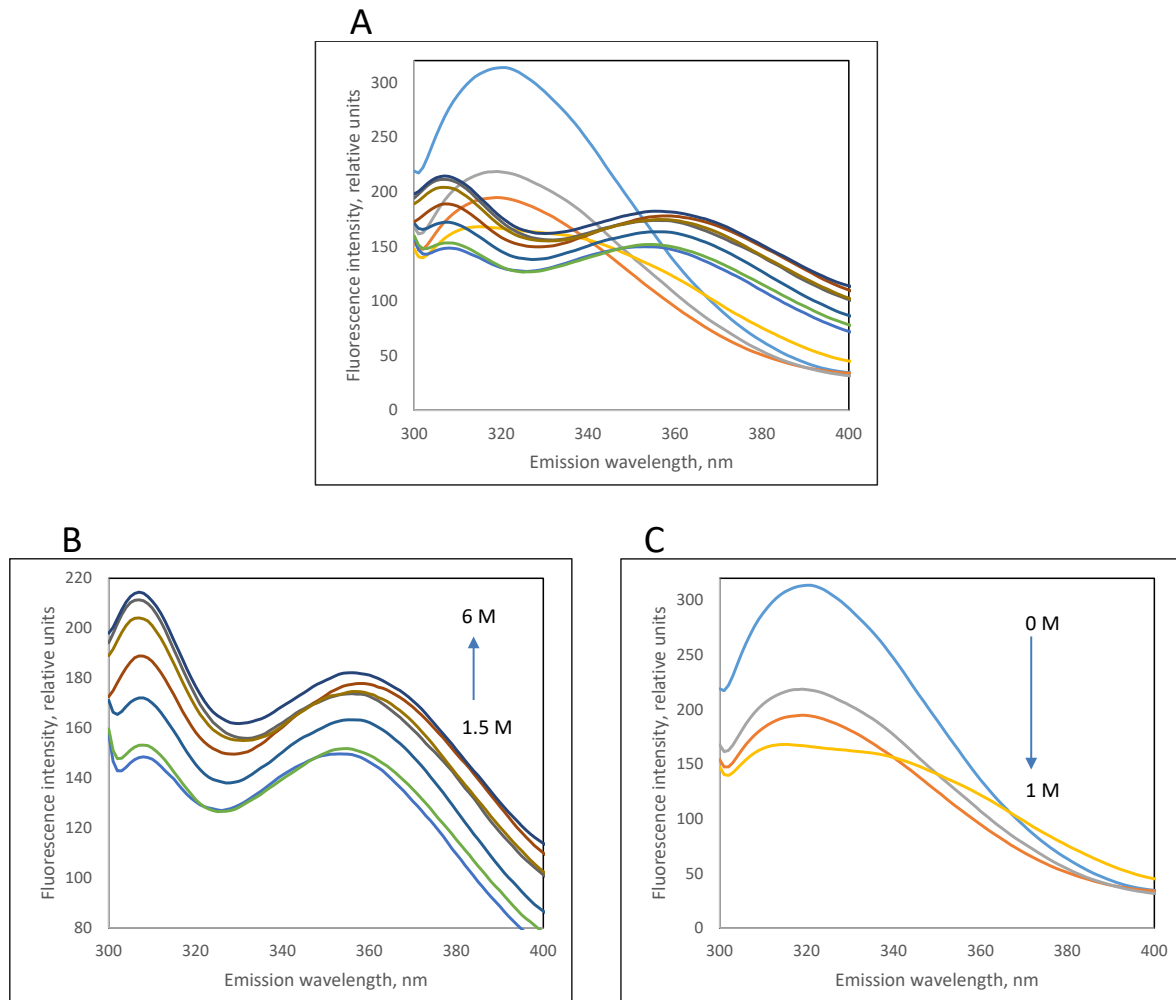 A
Fluorescence intensity, relative units
300
250
200
150
100
50
0
300 320 340 360 380 400
Emission wavelength, nm
B
Fluorescence intensity, relative units
220
200
180
160
140
120
100
80
6 M
1.5 M
300 320 340 360 380 400
Emission wavelength, nm
C
Fluorescence intensity, relative units
300
250
200
150
100
50
0
0 M
1 M
300 320 340 360 380 400
Emission wavelength, nm